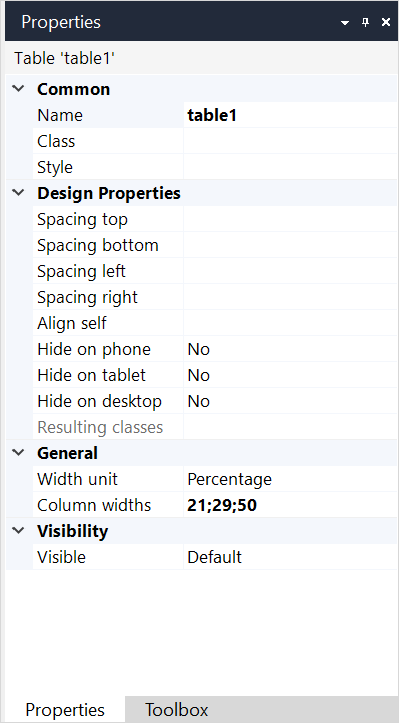 Properties
Table 'table1'
Common
Name table1
Class
Style
Design Properties
Spacing top
Spacing bottom
Spacing left
Spacing right
Align self
Hide on phone No
Hide on tablet No
Hide on desktop No
Resulting classes
General
Width unit Percentage
Column widths 21;29;50
Visibility
Visible Default
Properties Toolbox